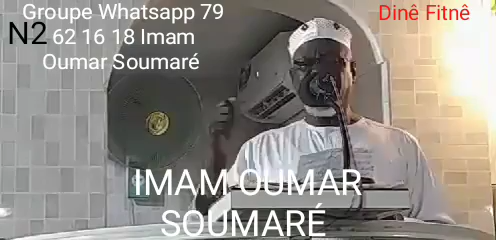 Groupe Whatsapp 79
N2 62 16 18 Imam
Oumar Soumaré
Dinê Fitnê
IMAM OUMAR
SOUMARÉ